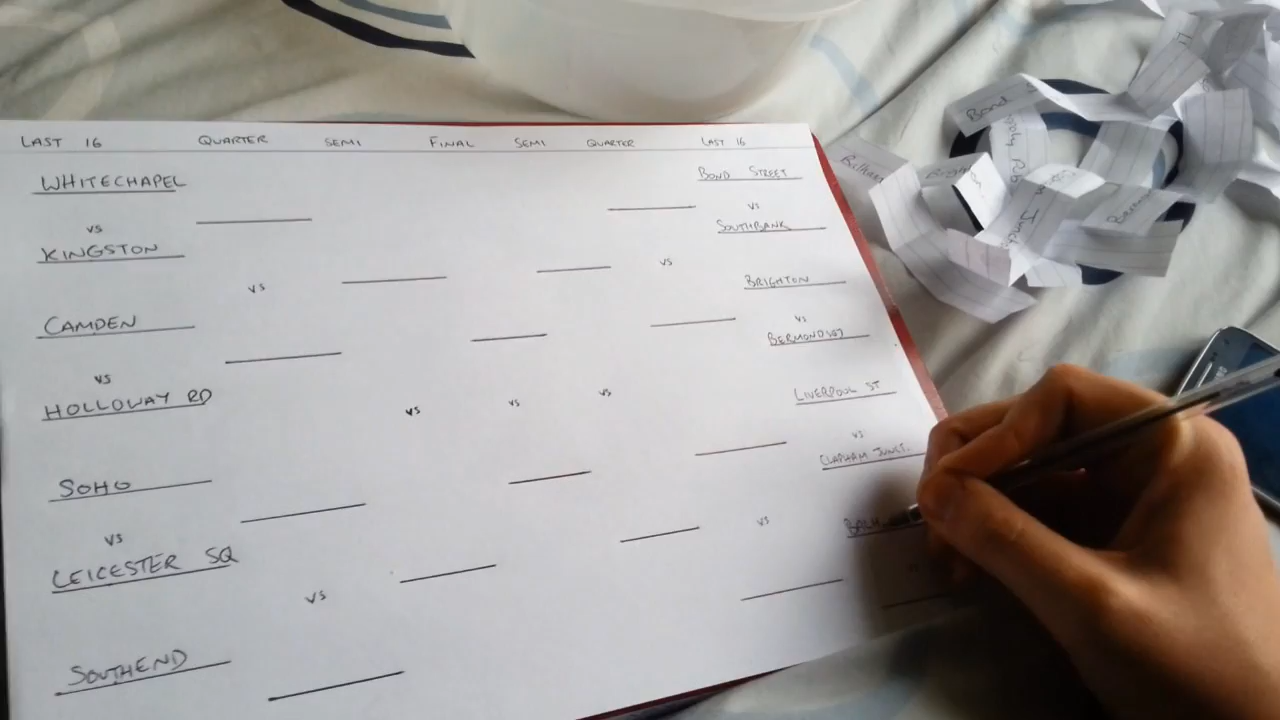 LAST 16 QUARTER SEMI FINAL SEMI QUARTER LAST 16
WHITECHAPEL
vs
KINGSTON
CAMDEN
vs
HOLLOWAY RD
SOHO
vs
LEICESTER SQ
SOUTHEND
vs
vs
vs
vs
vs
BOND STREET
vs
SOUTHBANK
vs
BRIGHTON
vs
BERMONDSEY
LIVERPOOL ST
vs
CLAPHAM JUNCT.
vs
Bond
Brighton